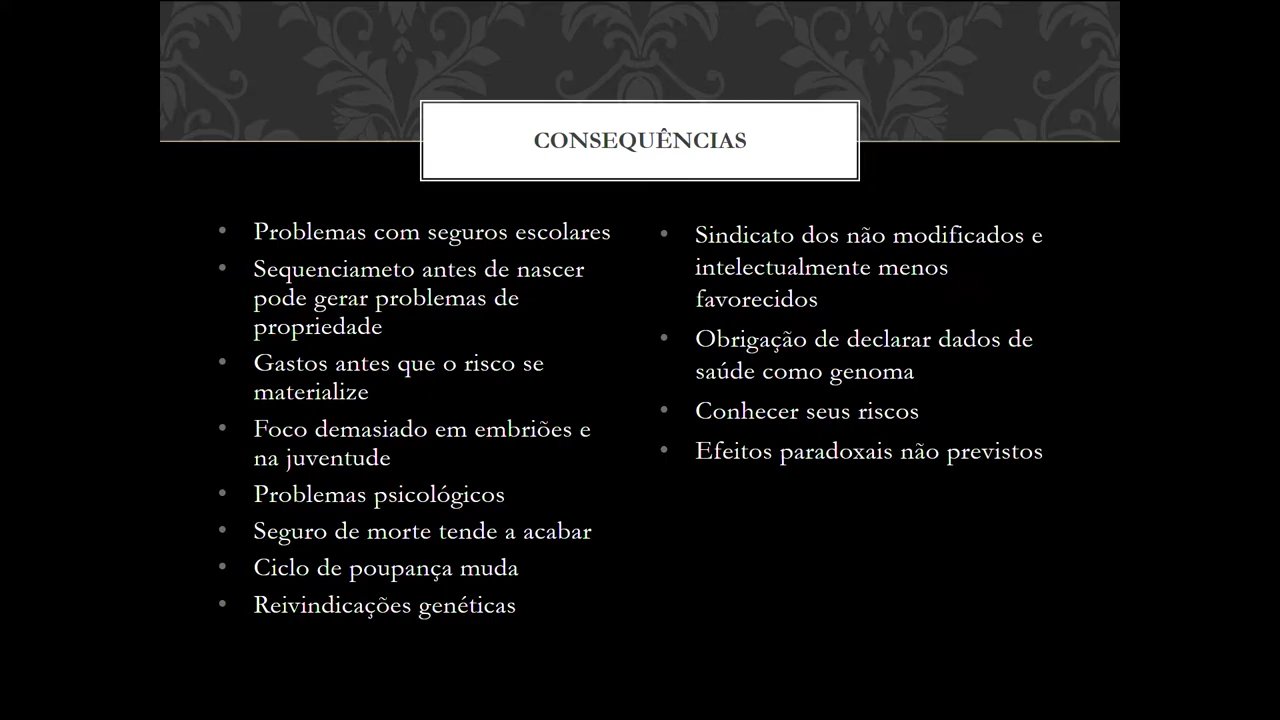 CONSEQUÊNCIAS
• Problemas com seguros escolares
• Sequenciameto antes de nascer
pode gerar problemas de
propriedade
• Gastos antes que o risco se
materialize
• Foco demasiado em embriões e
na juventude
• Problemas psicológicos
• Seguro de morte tende a acabar
• Ciclo de poupança muda
• Reivindicações genéticas
• Sindicato dos não modificados e
intelectualmente menos
favorecidos
• Obrigação de declarar dados de
saúde como genoma
• Conhecer seus riscos
• Efeitos paradoxais não previstos